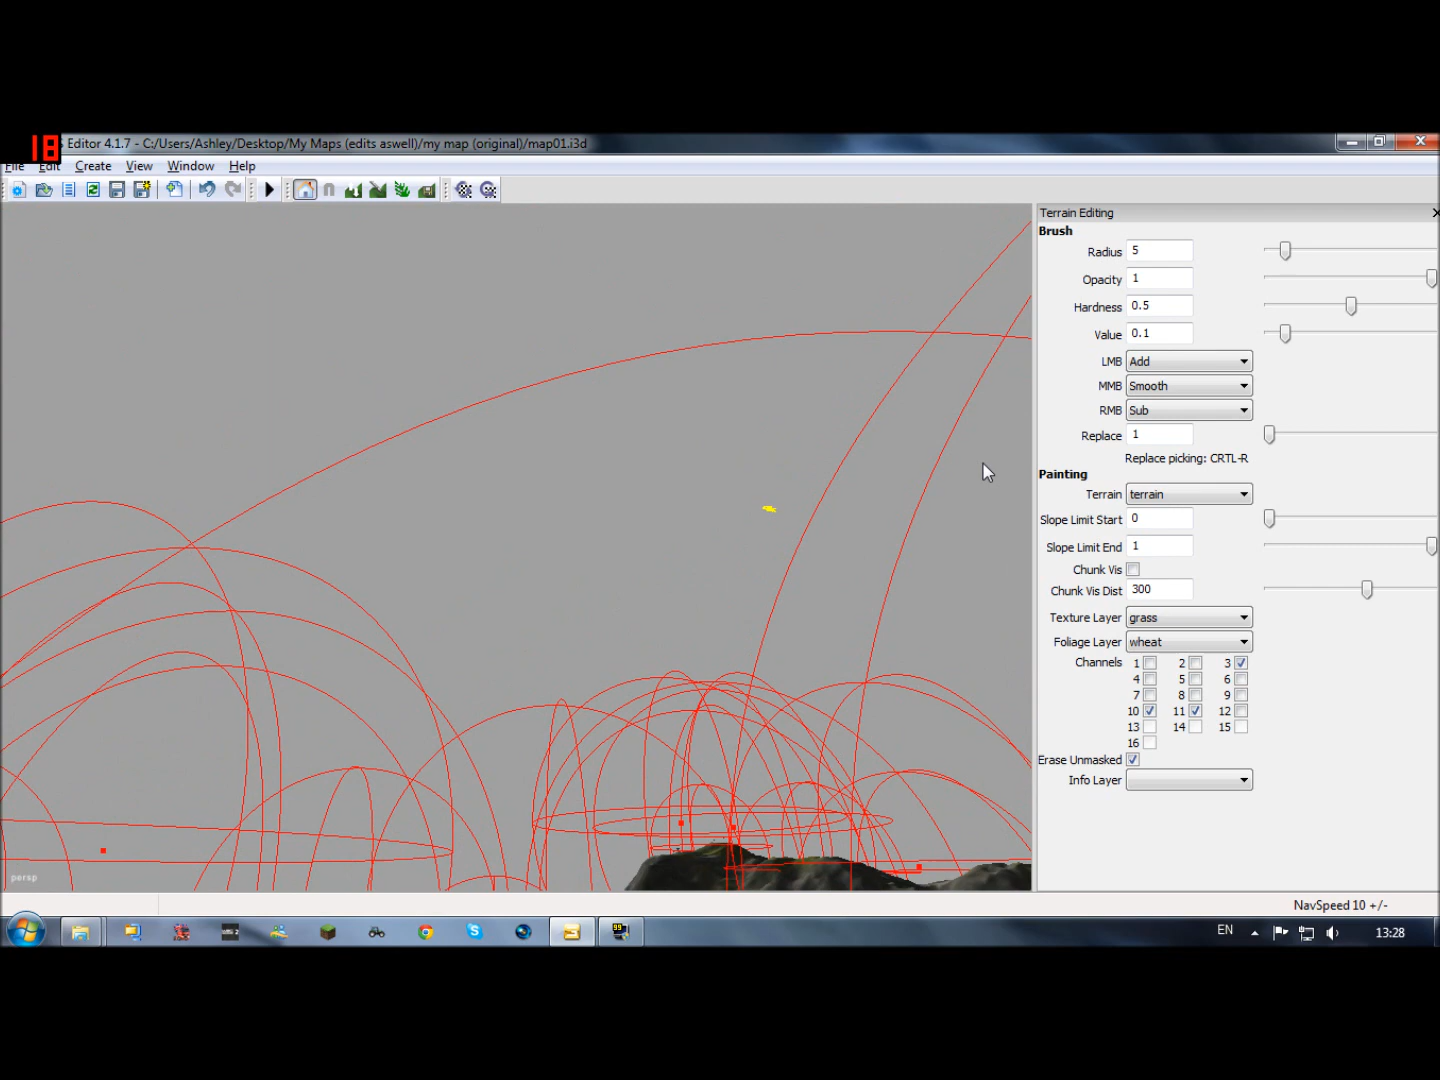 18
S Editor 4.1.7 - C:/Users/Ashley/Desktop/My Maps (edits aswell)/my map (original)/map01.i3d
File Edit Create View Window Help
Terrain Editing
Brush
Radius 5
Opacity 1
Hardness 0.5
Value 0.1
LMB Add
MMB Smooth
RMB Sub
Replace 1
Replace picking: CRTL-R
Painting
Terrain terrain
Slope Limit Start 0
Slope Limit End 1
Chunk Vis
Chunk Vis Dist 300
Texture Layer grass
Foliage Layer wheat
Channels 1 2 3
4 5 6
7 8 9
10 11 12
13 14 15
16
Erase Unmasked
Info Layer
persp
NavSpeed 10 +/-
99
EN 13:28